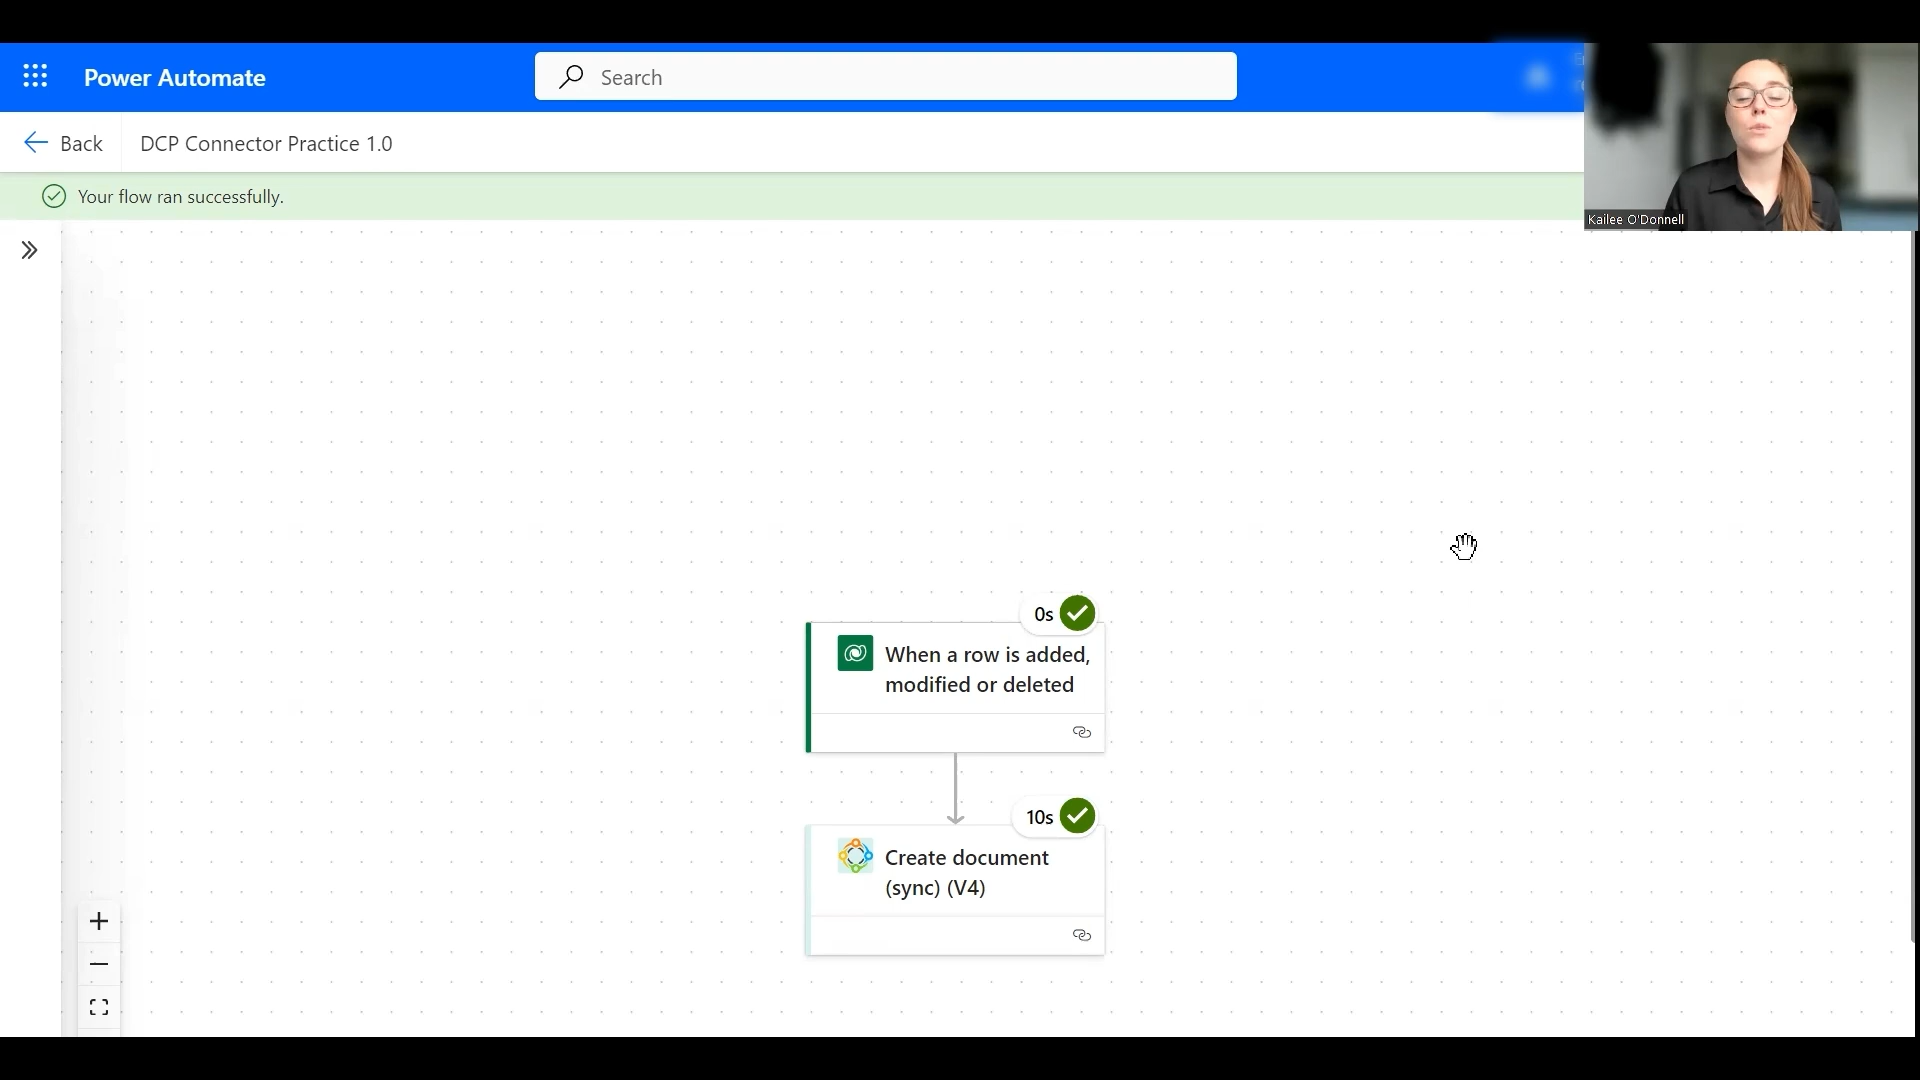 Power Automate
Search
Back
DCP Connector Practice 1.0
Your flow ran successfully.
Kailee O'Donnell
0s
When a row is added,
modified or deleted
10s
Create document
(sync) (V4)